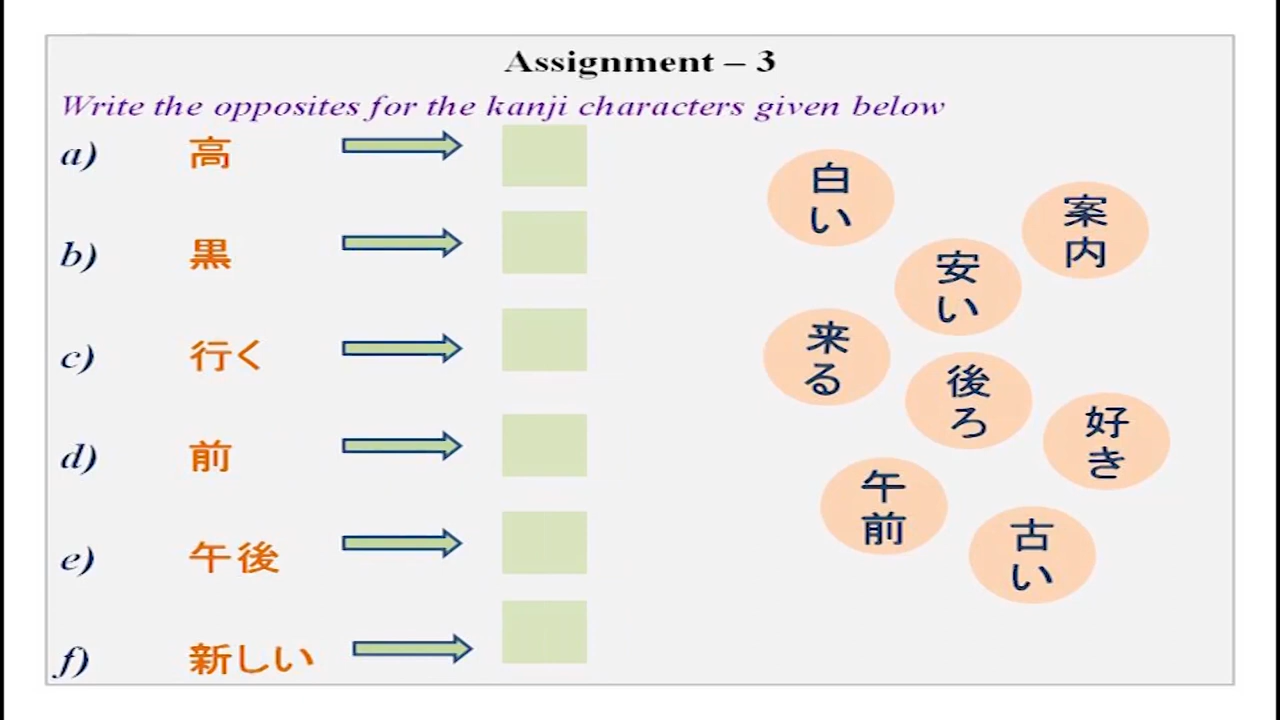 Assignment – 3
Write the opposites for the kanji characters given below
a) 高
b) 黒
c) 行く
d) 前
e) 午後
f) 新しい
白
い
案
内
安
い
来
る
後
ろ
好
き
午
前
古
い